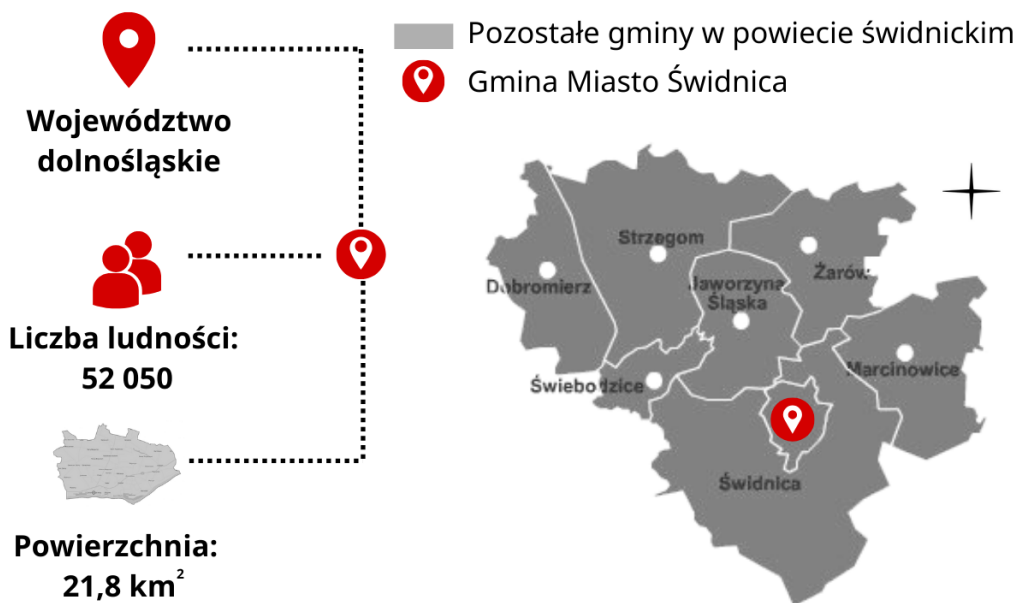 Województwo
dolnośląskie
Liczba ludności:
52 050
Powierzchnia:
21,8 km²
Pozostałe gminy w powiecie świdnickim
Gmina Miasto Świdnica
Strzegom
Dobromierz
Jaworzyna
Śląska
Żarów
Marcinowice
Świebodzice
Świdnica